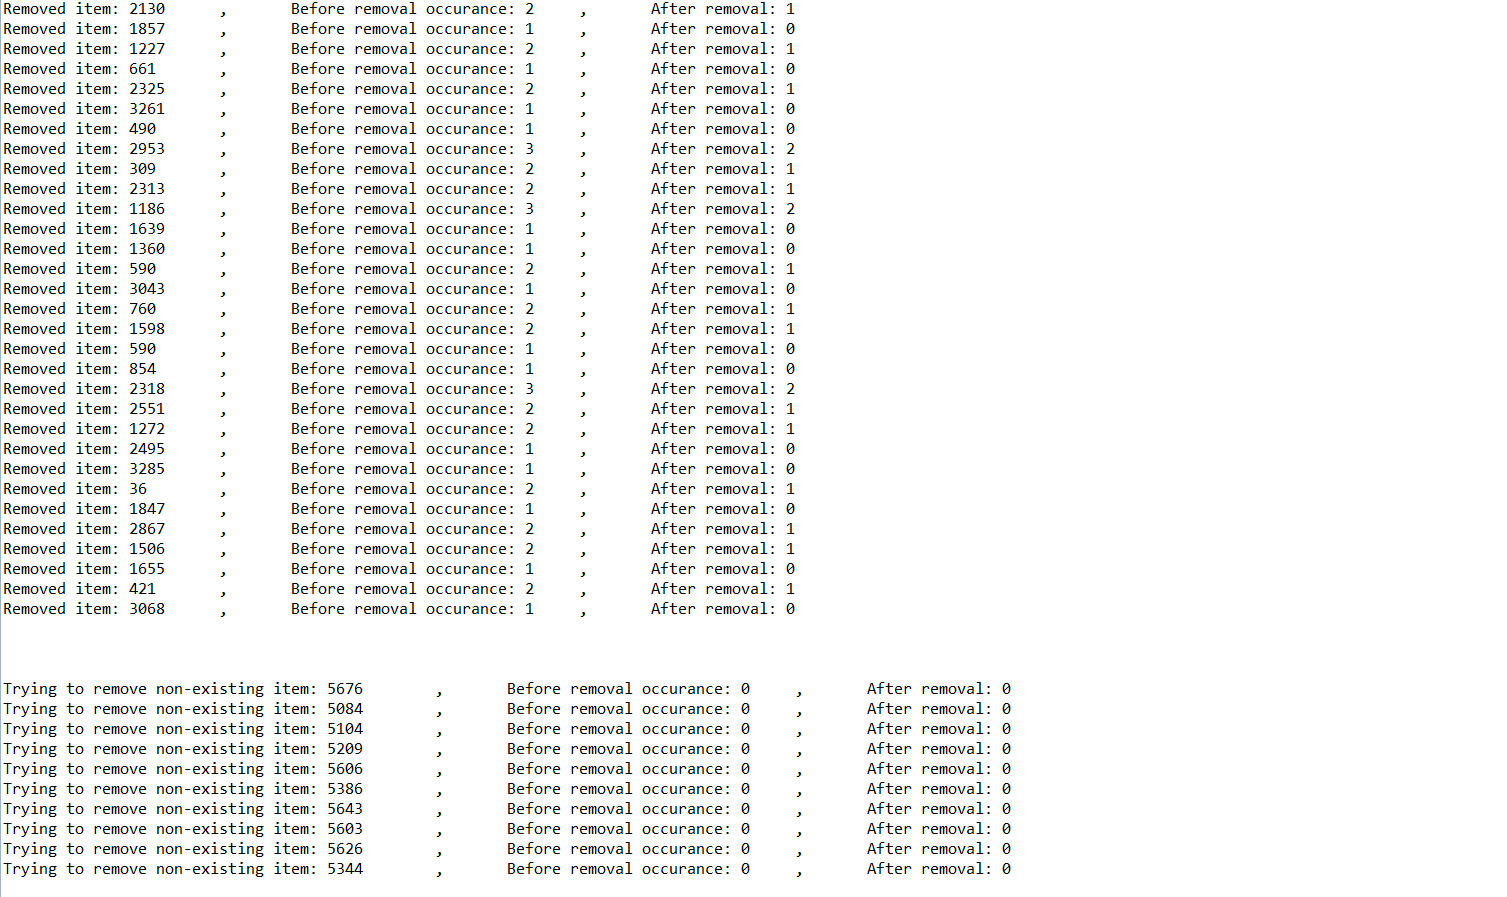 Removed item: 2130      ,       Before removal occurance: 2     ,       After removal: 1
Removed item: 1857      ,       Before removal occurance: 1     ,       After removal: 0
Removed item: 1227      ,       Before removal occurance: 2     ,       After removal: 1
Removed item: 661       ,       Before removal occurance: 1     ,       After removal: 0
Removed item: 2325      ,       Before removal occurance: 2     ,       After removal: 1
Removed item: 3261      ,       Before removal occurance: 1     ,       After removal: 0
Removed item: 490       ,       Before removal occurance: 1     ,       After removal: 0
Removed item: 2953      ,       Before removal occurance: 3     ,       After removal: 2
Removed item: 309       ,       Before removal occurance: 2     ,       After removal: 1
Removed item: 2313      ,       Before removal occurance: 2     ,       After removal: 1
Removed item: 1186      ,       Before removal occurance: 3     ,       After removal: 2
Removed item: 1639      ,       Before removal occurance: 1     ,       After removal: 0
Removed item: 1360      ,       Before removal occurance: 1     ,       After removal: 0
Removed item: 590       ,       Before removal occurance: 2     ,       After removal: 1
Removed item: 3043      ,       Before removal occurance: 1     ,       After removal: 0
Removed item: 760       ,       Before removal occurance: 2     ,       After removal: 1
Removed item: 1598      ,       Before removal occurance: 2     ,       After removal: 1
Removed item: 590       ,       Before removal occurance: 1     ,       After removal: 0
Removed item: 854       ,       Before removal occurance: 1     ,       After removal: 0
Removed item: 2318      ,       Before removal occurance: 3     ,       After removal: 2
Removed item: 2551      ,       Before removal occurance: 2     ,       After removal: 1
Removed item: 1272      ,       Before removal occurance: 2     ,       After removal: 1
Removed item: 2495      ,       Before removal occurance: 1     ,       After removal: 0
Removed item: 3285      ,       Before removal occurance: 1     ,       After removal: 0
Removed item: 36        ,       Before removal occurance: 2     ,       After removal: 1
Removed item: 1847      ,       Before removal occurance: 1     ,       After removal: 0
Removed item: 2867      ,       Before removal occurance: 2     ,       After removal: 1
Removed item: 1506      ,       Before removal occurance: 2     ,       After removal: 1
Removed item: 1655      ,       Before removal occurance: 1     ,       After removal: 0
Removed item: 421       ,       Before removal occurance: 2     ,       After removal: 1
Removed item: 3068      ,       Before removal occurance: 1     ,       After removal: 0
Trying to remove non-existing item: 5676        ,       Before removal occurance: 0     ,       After removal: 0
Trying to remove non-existing item: 5084        ,       Before removal occurance: 0     ,       After removal: 0
Trying to remove non-existing item: 5104        ,       Before removal occurance: 0     ,       After removal: 0
Trying to remove non-existing item: 5209        ,       Before removal occurance: 0     ,       After removal: 0
Trying to remove non-existing item: 5606        ,       Before removal occurance: 0     ,       After removal: 0
Trying to remove non-existing item: 5386        ,       Before removal occurance: 0     ,       After removal: 0
Trying to remove non-existing item: 5643        ,       Before removal occurance: 0     ,       After removal: 0
Trying to remove non-existing item: 5603        ,       Before removal occurance: 0     ,       After removal: 0
Trying to remove non-existing item: 5626        ,       Before removal occurance: 0     ,       After removal: 0
Trying to remove non-existing item: 5344        ,       Before removal occurance: 0     ,       After removal: 0